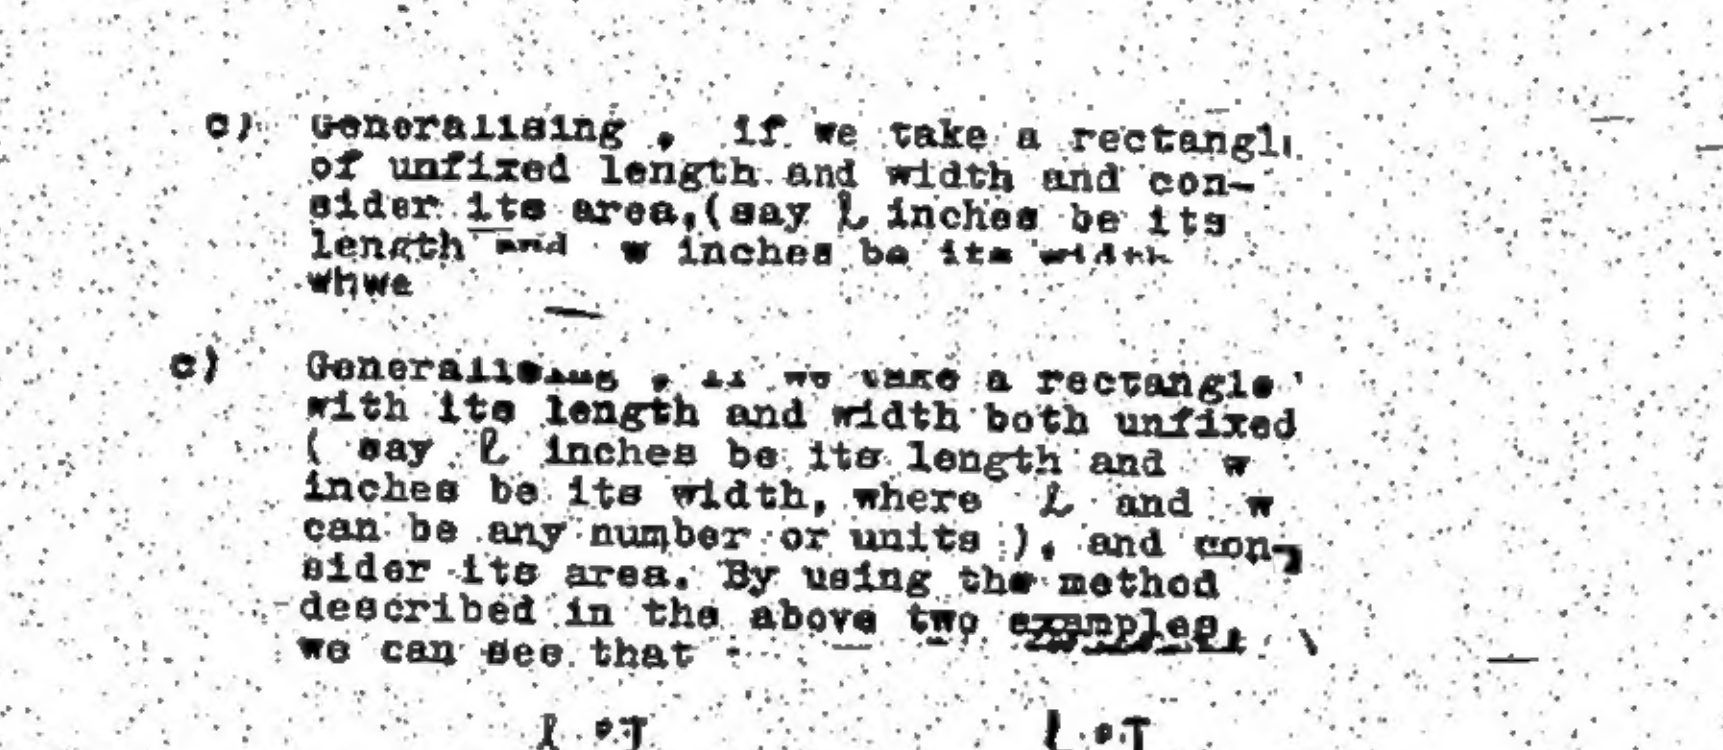 c) Generalising , if we take a rectangl
of unfixed length and width and con-
sider its area,(say L inches be its
length and w inches be its width
whwe
c) Generalising , if we take a rectangle
with its length and width both unfixed
( say L inches be its length and w
inches be its width, where L and w
can be any number or units ), and con-
sider its area. By using the method
described in the above two examples,
we can see that